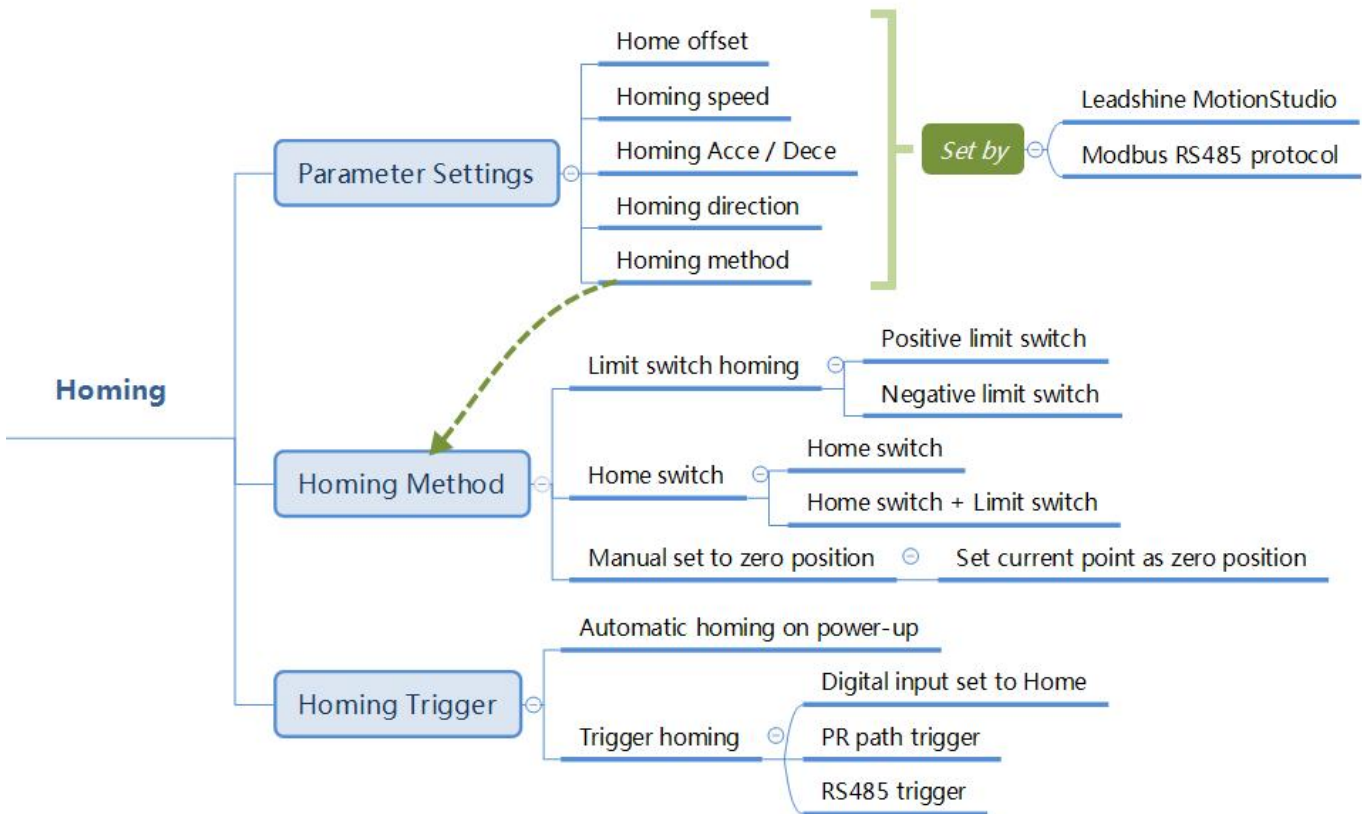 Homing
Parameter Settings
Home offset
Homing speed
Homing Acce / Dece
Homing direction
Homing method
Set by
Leadshine MotionStudio
Modbus RS485 protocol
Homing Method
Limit switch homing
Positive limit switch
Negative limit switch
Home switch
Home switch
Home switch + Limit switch
Manual set to zero position
Set current point as zero position
Homing Trigger
Automatic homing on power-up
Trigger homing
Digital input set to Home
PR path trigger
RS485 trigger